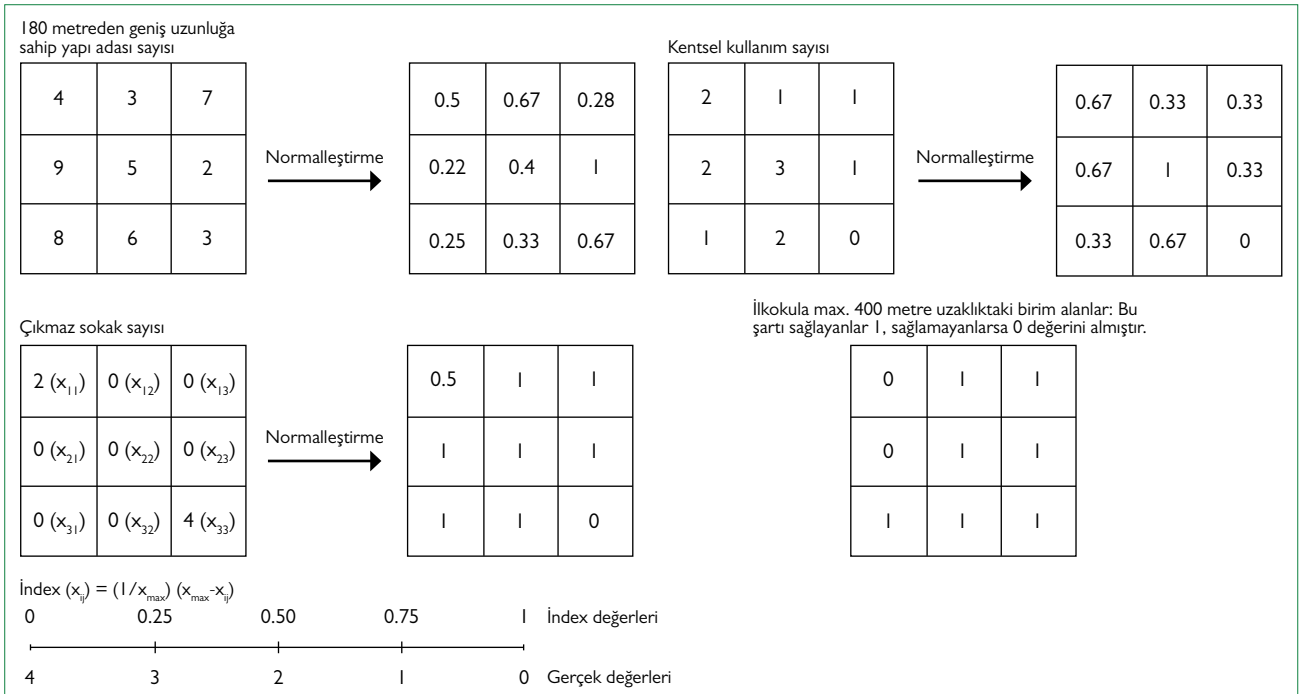 180 metreden geniş uzunluğa
sahip yapı adası sayısı
4 3 7
9 5 2
8 6 3
Normalleştirme
0.5 0.67 0.28
0.22 0.4 1
0.25 0.33 0.67
Kentsel kullanım sayısı
2 1 1
2 3 1
1 2 0
Normalleştirme
0.67 0.33 0.33
0.67 1 0.33
0.33 0.67 0
Çıkmaz sokak sayısı
2 (x₁₁) 0 (x₁₂) 0 (x₁₃)
0 (x₂₁) 0 (x₂₂) 0 (x₂₃)
0 (x₃₁) 0 (x₃₂) 4 (x₃₃)
Normalleştirme
0.5 1 1
1 1 1
1 1 0
İlkokula max. 400 metre uzaklıktaki birim alanlar: Bu
şartı sağlayanlar 1, sağlamayanlarsa 0 değerini almıştır.
0 1 1
0 1 1
1 1 1
İndex (xᵢⱼ) = (1/xₘₐₓ) (xₘₐₓ-xᵢⱼ)
0 0.25 0.50 0.75 1 İndex değerleri
4 3 2 1 0 Gerçek değerleri